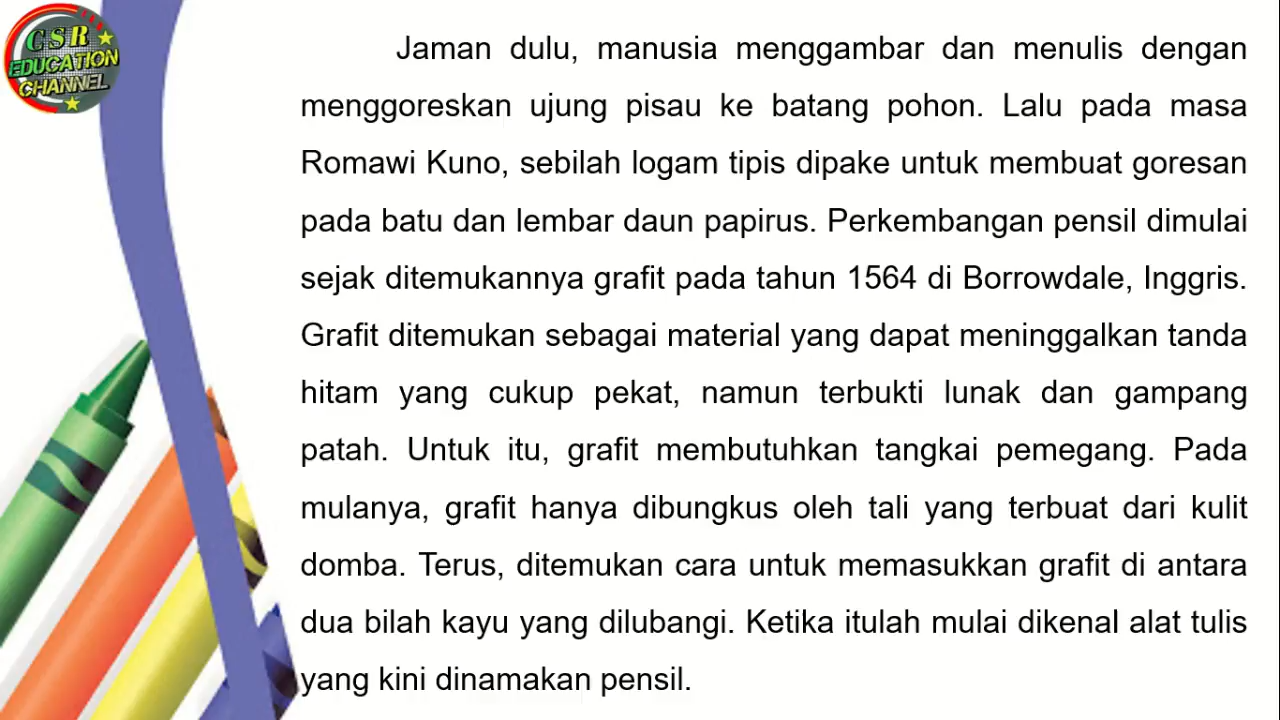 CSR
EDUCATION
CHANNEL
Jaman dulu, manusia menggambar dan menulis dengan
menggoreskan ujung pisau ke batang pohon. Lalu pada masa
Romawi Kuno, sebilah logam tipis dipake untuk membuat goresan
pada batu dan lembar daun papirus. Perkembangan pensil dimulai
sejak ditemukannya grafit pada tahun 1564 di Borrowdale, Inggris.
Grafit ditemukan sebagai material yang dapat meninggalkan tanda
hitam yang cukup pekat, namun terbukti lunak dan gampang
patah. Untuk itu, grafit membutuhkan tangkai pemegang. Pada
mulanya, grafit hanya dibungkus oleh tali yang terbuat dari kulit
domba. Terus, ditemukan cara untuk memasukkan grafit di antara
dua bilah kayu yang dilubangi. Ketika itulah mulai dikenal alat tulis
yang kini dinamakan pensil.